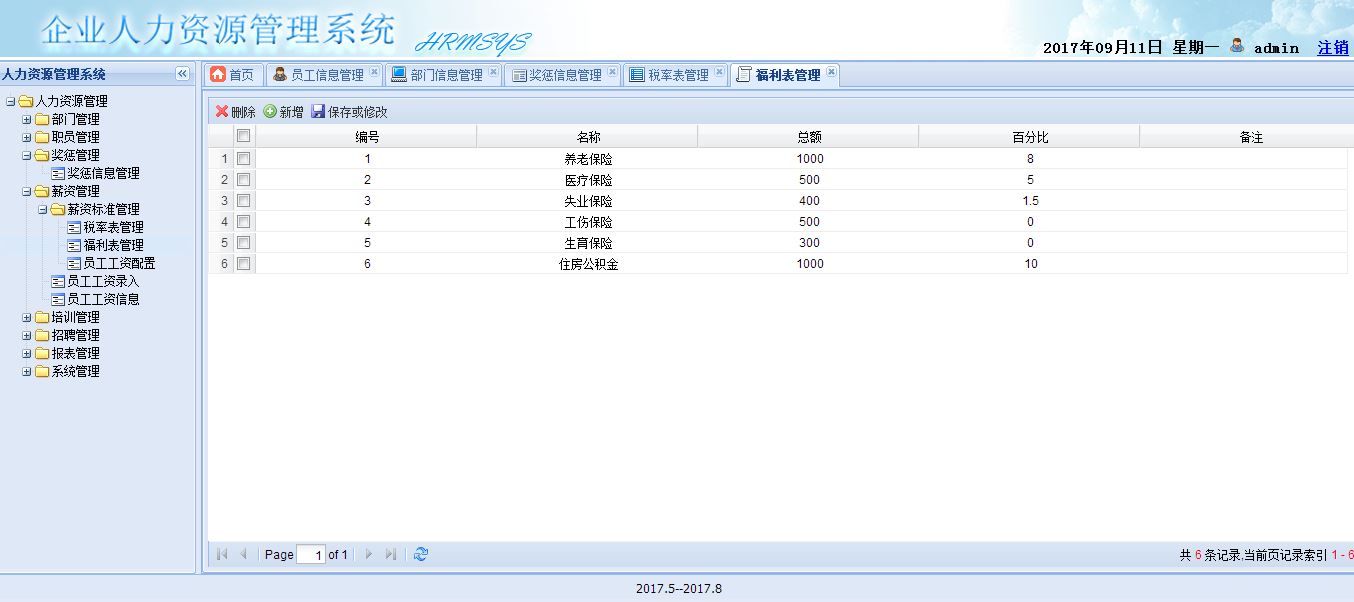 企业人力资源管理系统 HRMSYS
2017年09月11日 星期一 admin 注销
人力资源管理系统
人力资源管理
部门管理
职员管理
奖惩管理
奖惩信息管理
薪资管理
薪资标准管理
税率表管理
福利表管理
员工工资配置
员工工资录入
员工工资信息
培训管理
招聘管理
报表管理
系统管理
首页 员工信息管理 部门信息管理 奖惩信息管理 税率表管理 福利表管理
删除 新增 保存或修改
编号 名称 总额 百分比 备注
1 1 养老保险 1000 8
2 2 医疗保险 500 5
3 3 失业保险 400 1.5
4 4 工伤保险 500 0
5 5 生育保险 300 0
6 6 住房公积金 1000 10
Page 1 of 1 共 6 条记录,当前页记录索引 1 - 6
2017.5--2017.8